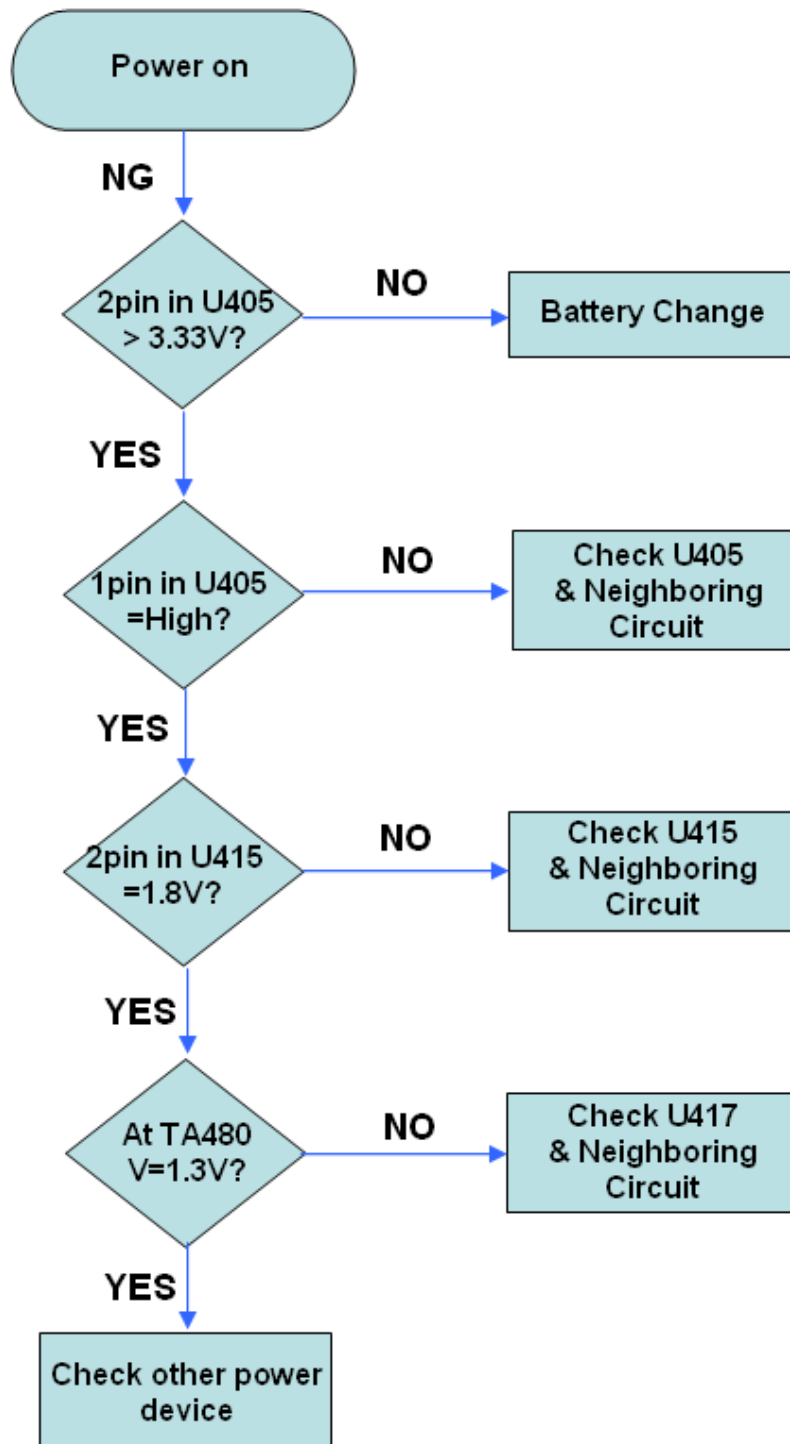 Power on
NG
2pin in U405
> 3.33V?
NO
Battery Change
YES
1pin in U405
=High?
NO
Check U405
& Neighboring
Circuit
YES
2pin in U415
=1.8V?
NO
Check U415
& Neighboring
Circuit
YES
At TA480
V=1.3V?
NO
Check U417
& Neighboring
Circuit
YES
Check other power
device